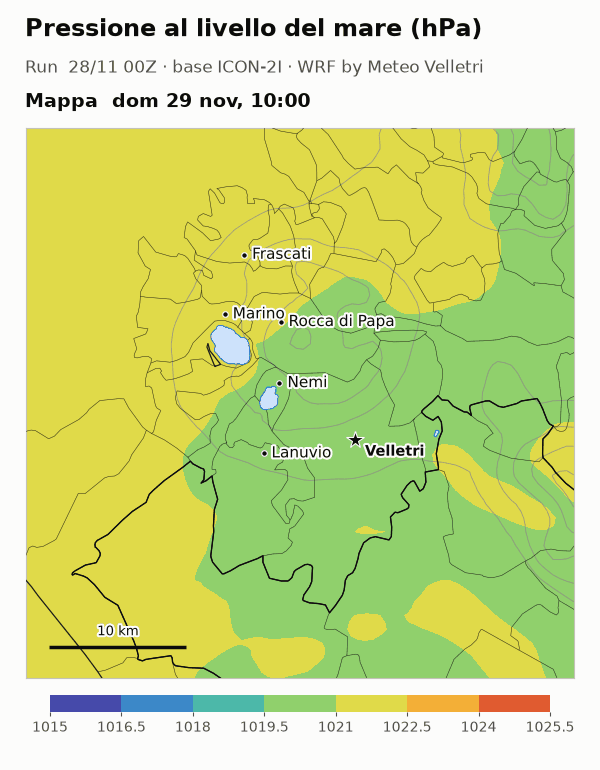 Pressione al livello del mare (hPa)
Run  28/11 00Z · base ICON-2I · WRF by Meteo Velletri
Mappa  dom 29 nov, 10:00
Frascati
Marino
Rocca di Papa
Nemi
Velletri
Lanuvio
10 km
1015 1016.5 1018 1019.5 1021 1022.5 1024 1025.5